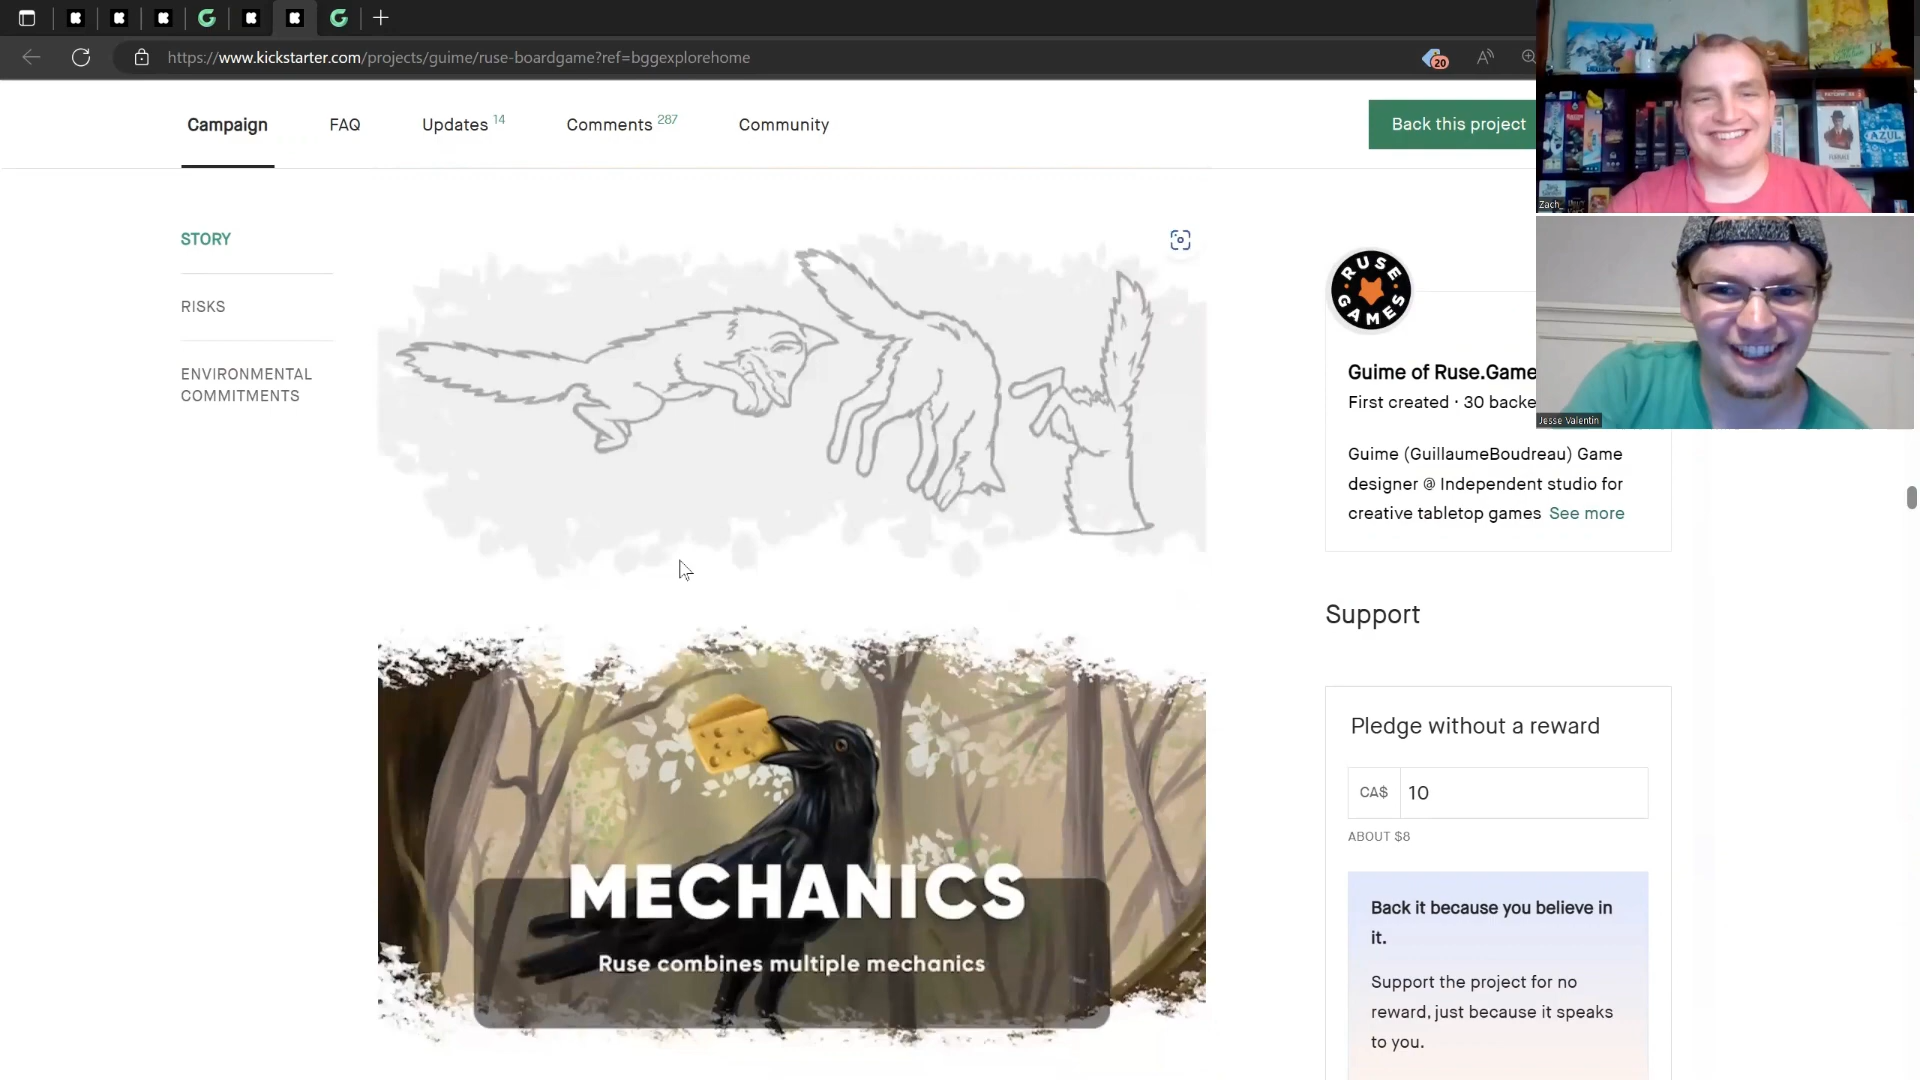 20
https://www.kickstarter.com/projects/guime/ruse-boardgame?ref=bggexplorehome
Campaign
FAQ
Updates 14
Comments 287
Community
Back this project
STORY
RISKS
ENVIRONMENTAL
COMMITMENTS
RUSE
GAMES
Guime of Ruse.Game
First created · 30 backe
Guime (GuillaumeBoudreau) Game
designer @ Independent studio for
creative tabletop games See more
Support
Pledge without a reward
CA$ 10
ABOUT $8
Back it because you believe in
it.
Support the project for no
reward, just because it speaks
to you.
MECHANICS
Ruse combines multiple mechanics
AZUL
Zach_
Jesse Valentin